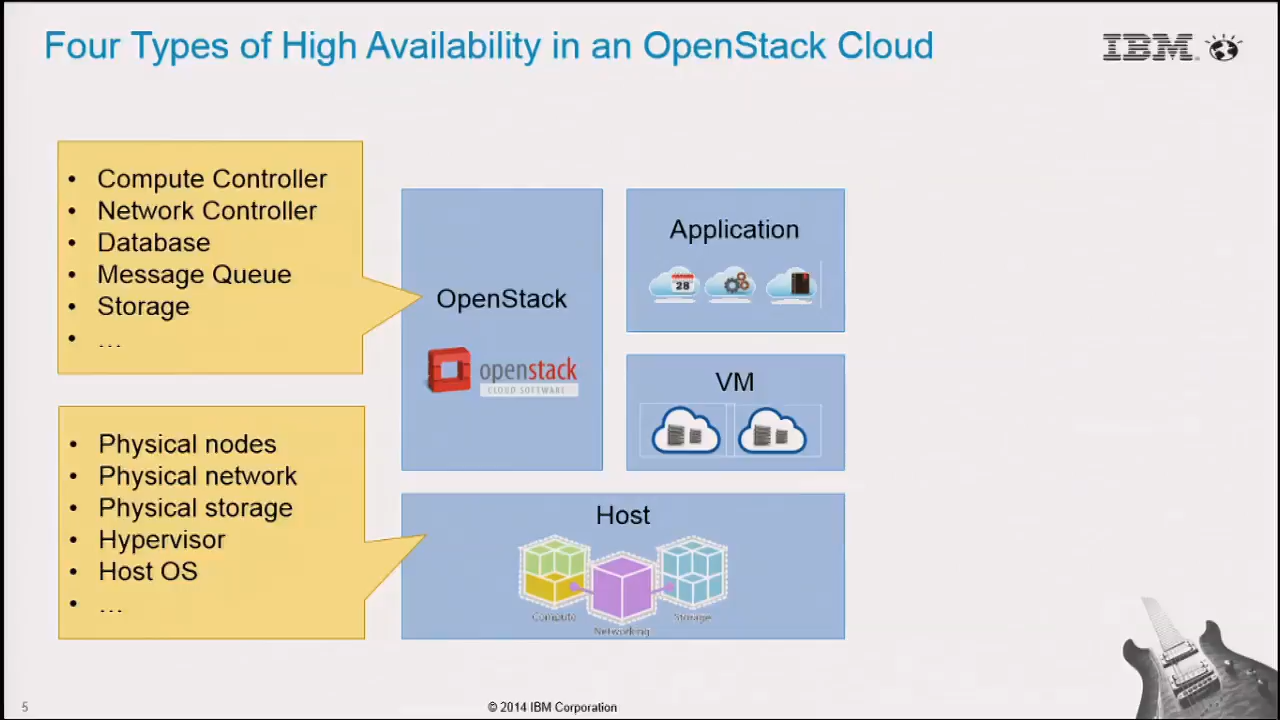 Four Types of High Availability in an OpenStack Cloud
IBM
• Compute Controller
• Network Controller
• Database
• Message Queue
• Storage
• ...
OpenStack
openstack
CLOUD SOFTWARE
Application
28
VM
• Physical nodes
• Physical network
• Physical storage
• Hypervisor
• Host OS
• ...
Host
Compute
Networking
Storage
5
© 2014 IBM Corporation